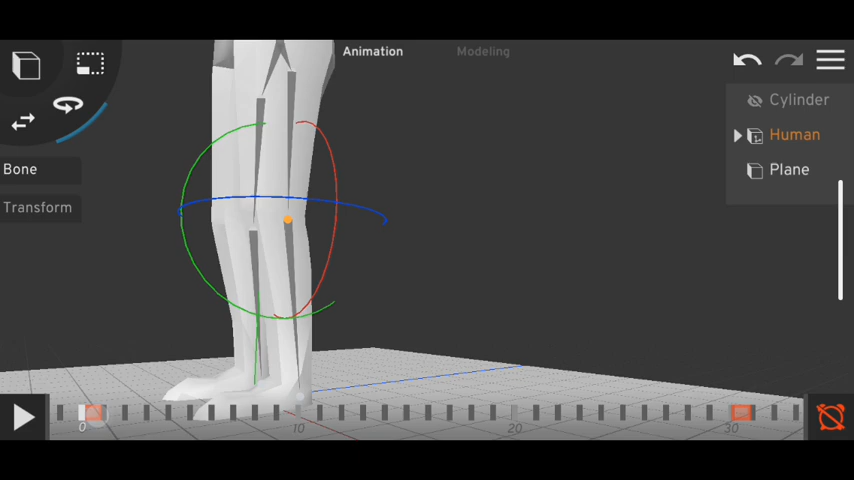 Animation
Modeling
Cylinder
Human
Plane
Bone
Transform
0
10
20
30